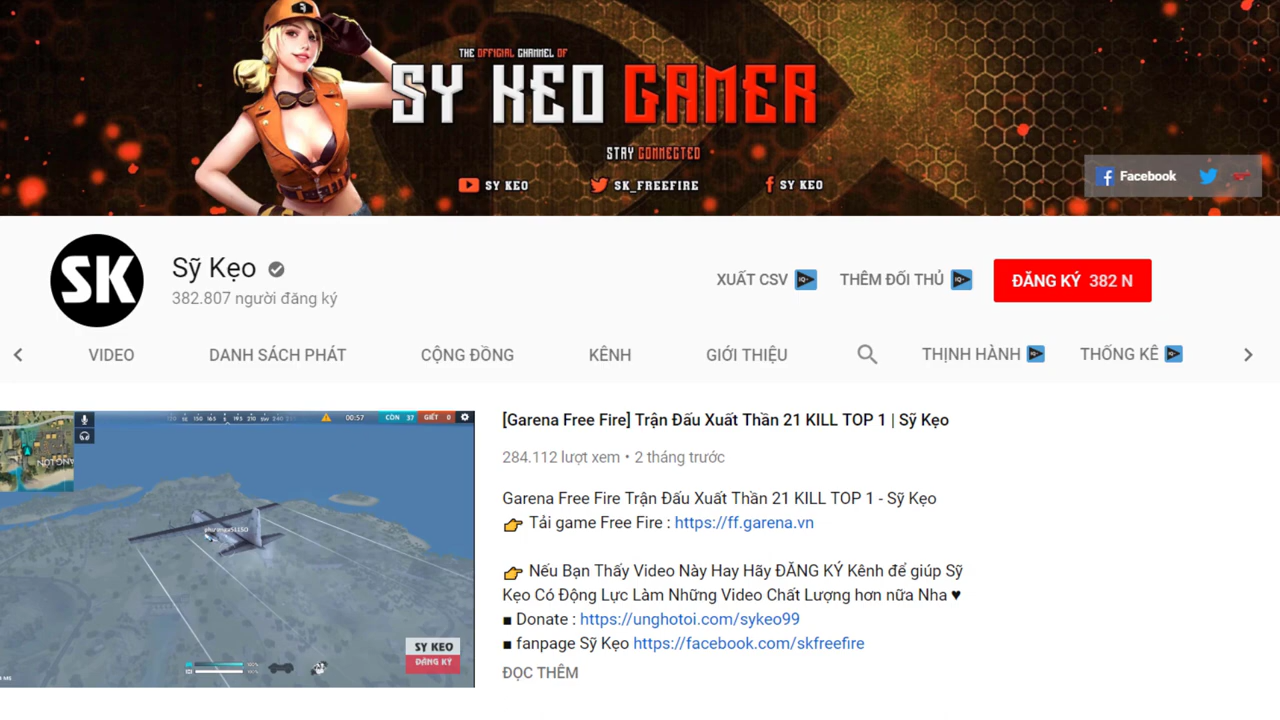 THE OFFICIAL CHANNEL OF
SY KEO GAMER
STAY CONNECTED
SY KEO SK_FREEFIRE SY KEO
Facebook
SK
Sỹ Kẹo
382.807 người đăng ký
XUẤT CSV THÊM ĐỐI THỦ ĐĂNG KÝ 382 N
VIDEO DANH SÁCH PHÁT CỘNG ĐỒNG KÊNH GIỚI THIỆU THỊNH HÀNH THỐNG KÊ
00:57 CÒN 37 GIẾT 0
SY KEO
ĐĂNG KÝ
[Garena Free Fire] Trận Đấu Xuất Thần 21 KILL TOP 1 | Sỹ Kẹo
284.112 lượt xem • 2 tháng trước
Garena Free Fire Trận Đấu Xuất Thần 21 KILL TOP 1 - Sỹ Kẹo
👉 Tải game Free Fire : https://ff.garena.vn
👉 Nếu Bạn Thấy Video Này Hay Hãy ĐĂNG KÝ Kênh để giúp Sỹ
Kẹo Có Động Lực Làm Những Video Chất Lượng hơn nữa Nha ♥
■ Donate : https://unghotoi.com/sykeo99
■ fanpage Sỹ Kẹo https://facebook.com/skfreefire
ĐỌC THÊM